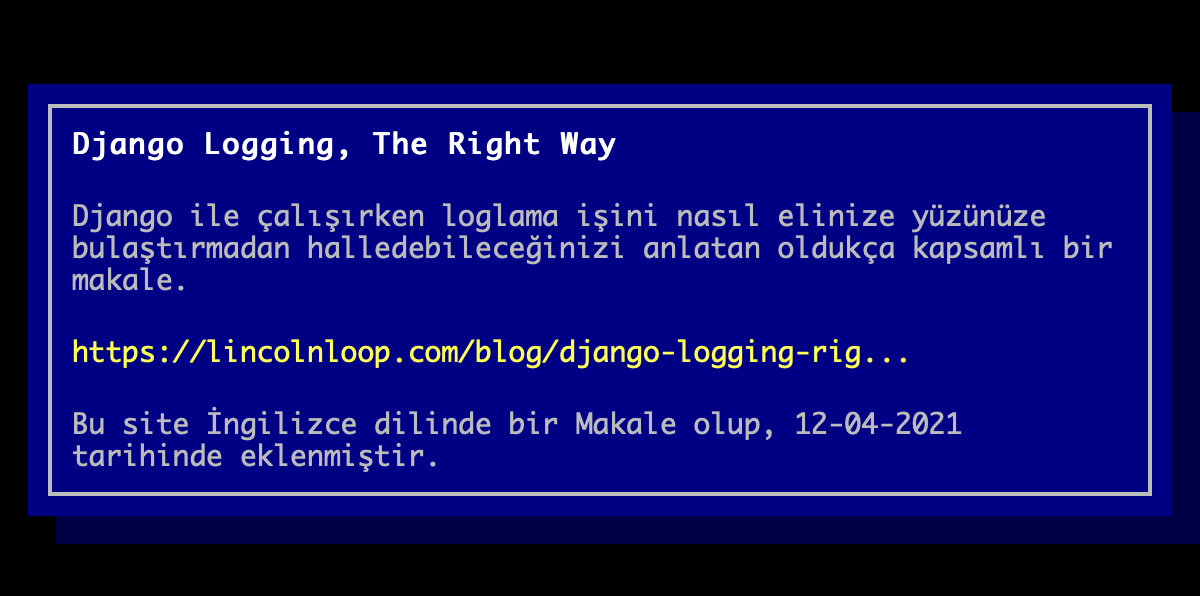 Django Logging, The Right Way
Django ile çalışırken loglama işini nasıl elinize yüzünüze
bulaştırmadan halledebileceğinizi anlatan oldukça kapsamlı bir
makale.
https://lincolnloop.com/blog/django-logging-rig...
Bu site İngilizce dilinde bir Makale olup, 12-04-2021
tarihinde eklenmiştir.